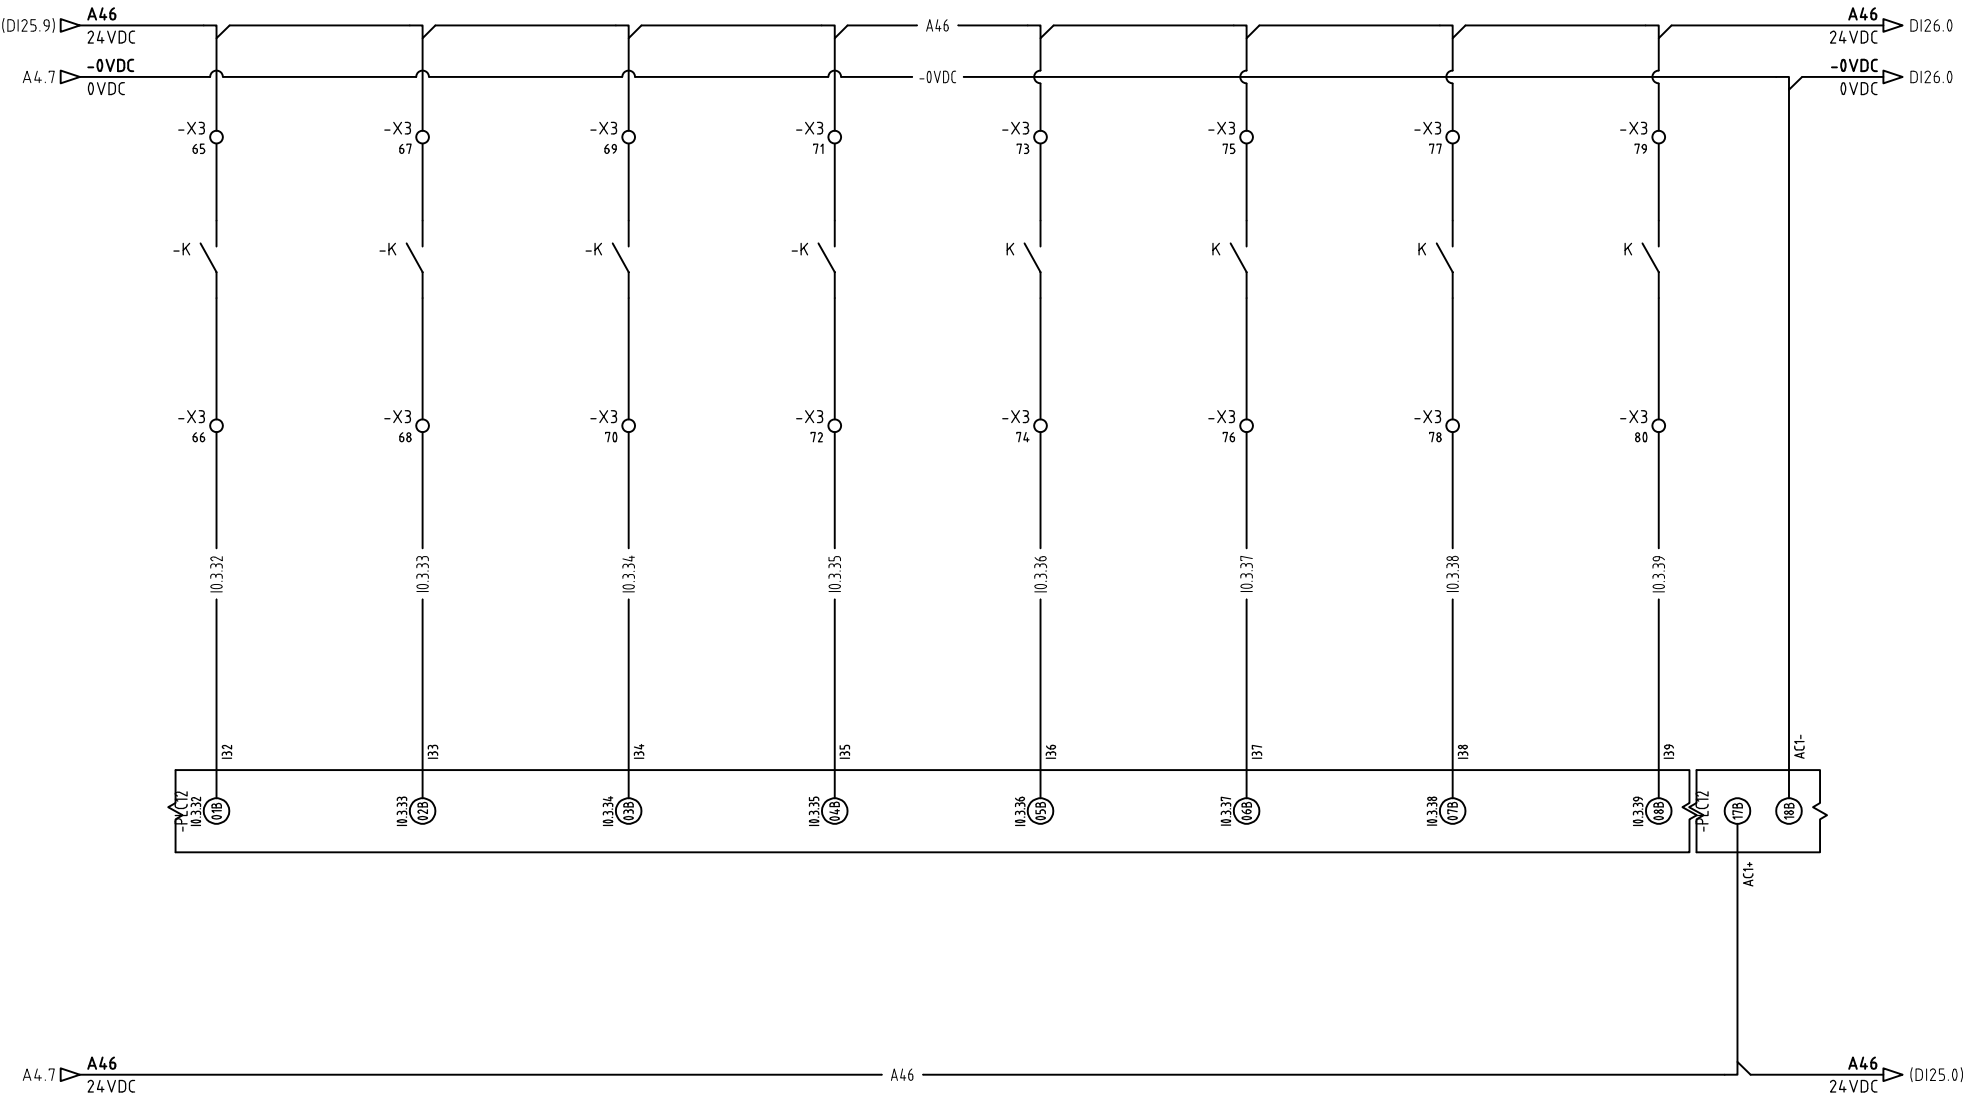 (DI25.9) A46 A46 A46 DI26.0
24VDC 24VDC
A4.7 -0VDC -0VDC -0VDC DI26.0
0VDC 0VDC
-X3 -X3 -X3 -X3 -X3 -X3 -X3 -X3
65 67 69 71 73 75 77 79
-K -K -K -K K K K K
-X3 -X3 -X3 -X3 -X3 -X3 -X3 -X3
66 68 70 72 74 76 78 80
I0.3.32 I0.3.33 I0.3.34 I0.3.35 I0.3.36 I0.3.37 I0.3.38 I0.3.39
I32 I33 I34 I35 I36 I37 I38 I39 AC1-
-PLC12 I0.3.32 01B I0.3.33 02B I0.3.34 03B I0.3.35 04B I0.3.36 05B I0.3.37 06B I0.3.38 07B I0.3.39 08B -PLC12 17B 18B
AC1+
A4.7 A46 A46 A46 (DI25.0)
24VDC 24VDC